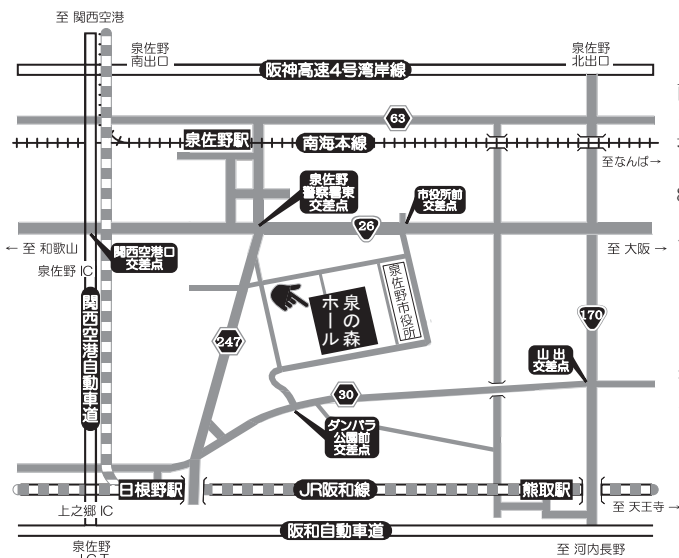 至 関西空港
泉佐野
南出口
泉佐野
北出口
阪神高速4号湾岸線
63
泉佐野駅
南海本線
至なんば→
泉佐野
警察署東
交差点
市役所前
交差点
26
← 至 和歌山
至 大阪 →
関西空港口
交差点
泉佐野 IC
泉佐野市役所
泉の森
ホール
関西空港自動車道
247
170
山出
交差点
30
ダンバラ
公園前
交差点
日根野駅
JR阪和線
熊取駅
上之郷 IC
至 天王寺 →
阪和自動車道
泉佐野
至 河内長野